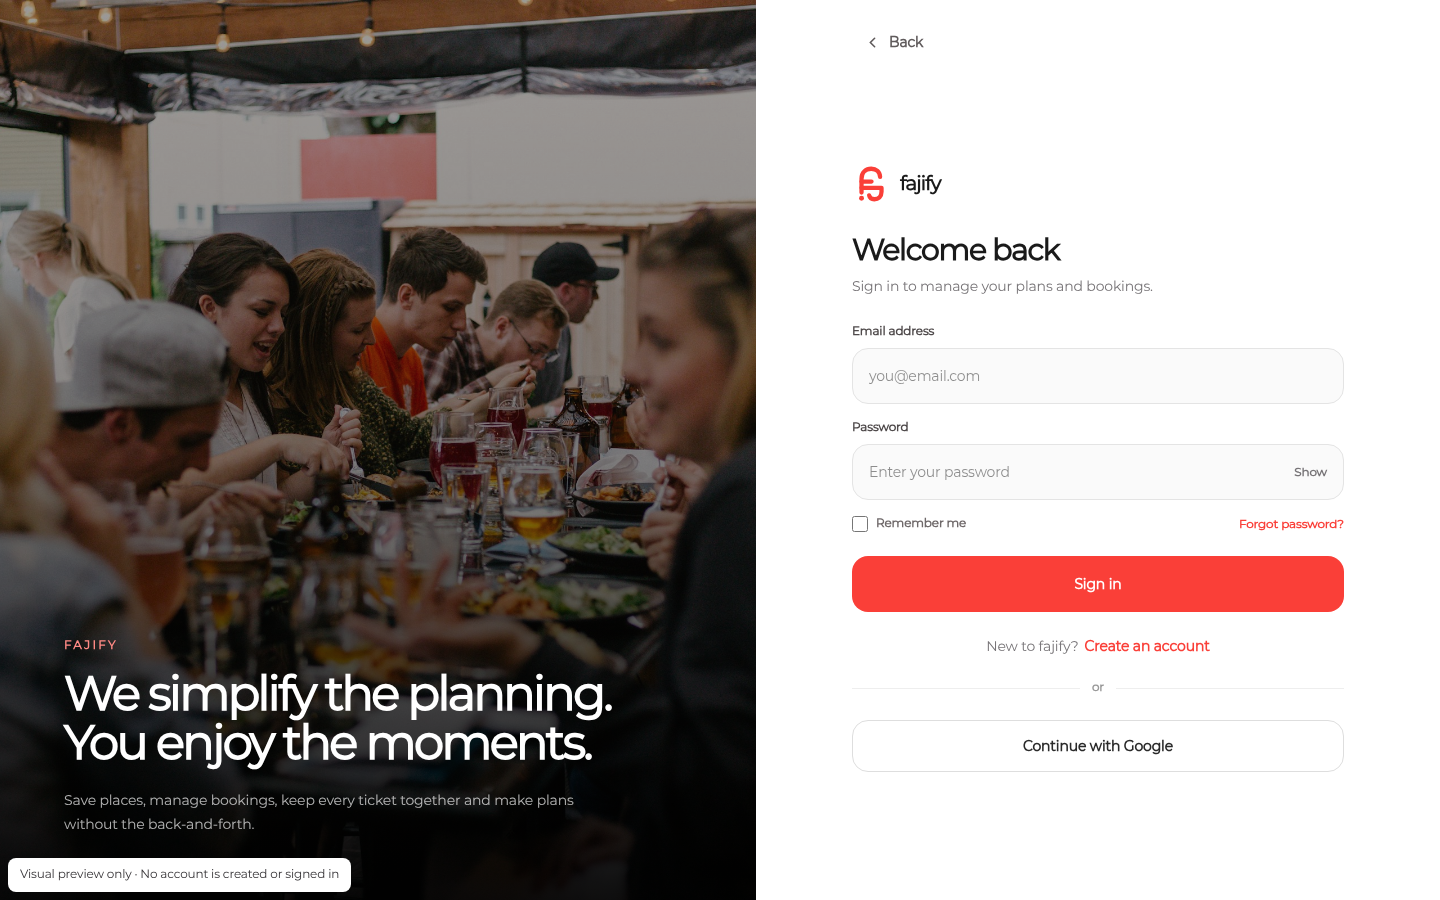 Back
fajify
Welcome back
Sign in to manage your plans and bookings.
Email address
you@email.com
Password
Enter your password
Show
Remember me
Forgot password?
Sign in
New to fajify? Create an account
or
Continue with Google
FAJIFY
We simplify the planning.
You enjoy the moments.
Save places, manage bookings, keep every ticket together and make plans
without the back-and-forth.
Visual preview only · No account is created or signed in